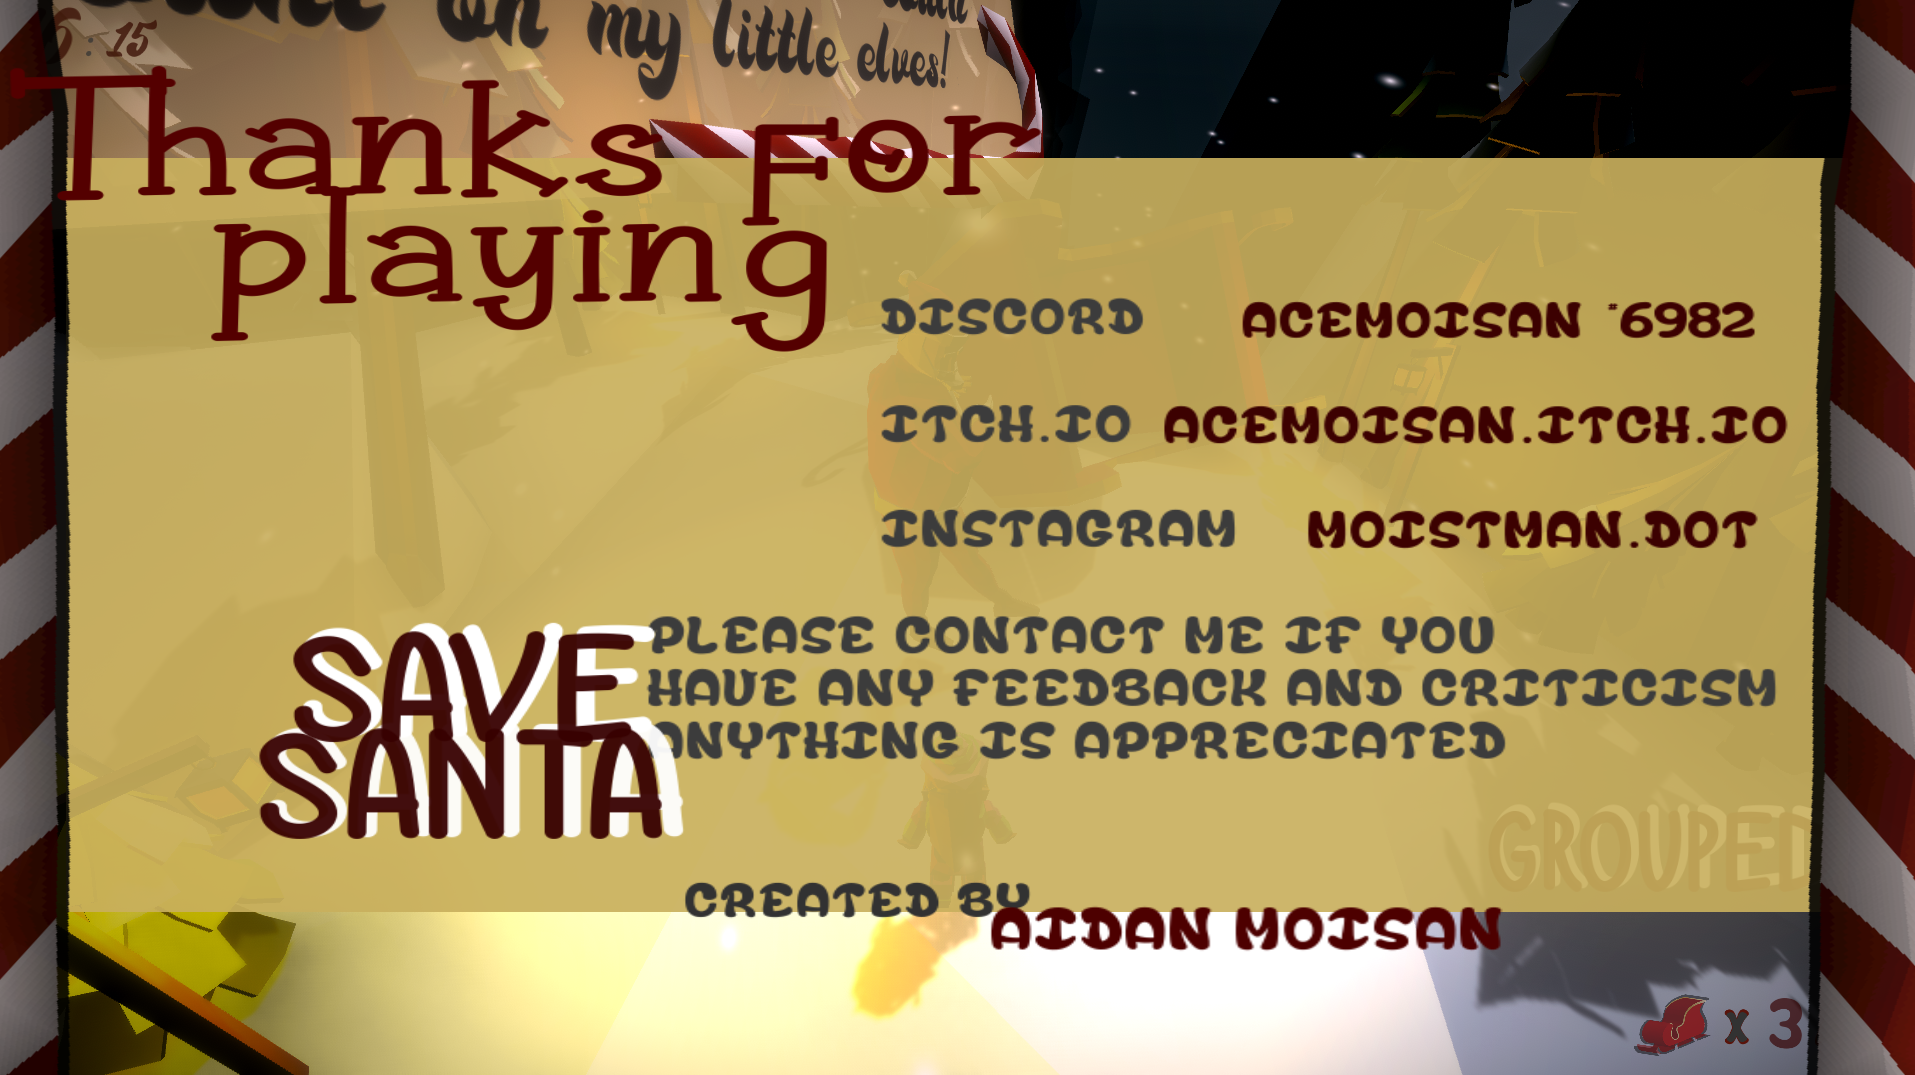 on my little elves!
: 15
Thanks For
playing
DISCORD ACEMOISAN #6982
ITCH.IO ACEMOISAN.ITCH.IO
INSTAGRAM MOISTMAN.DOT
PLEASE CONTACT ME IF YOU
HAVE ANY FEEDBACK AND CRITICISM
ANYTHING IS APPRECIATED
SAVE
SANTA
GROUPED
CREATED BY
AIDAN MOISAN
x 3